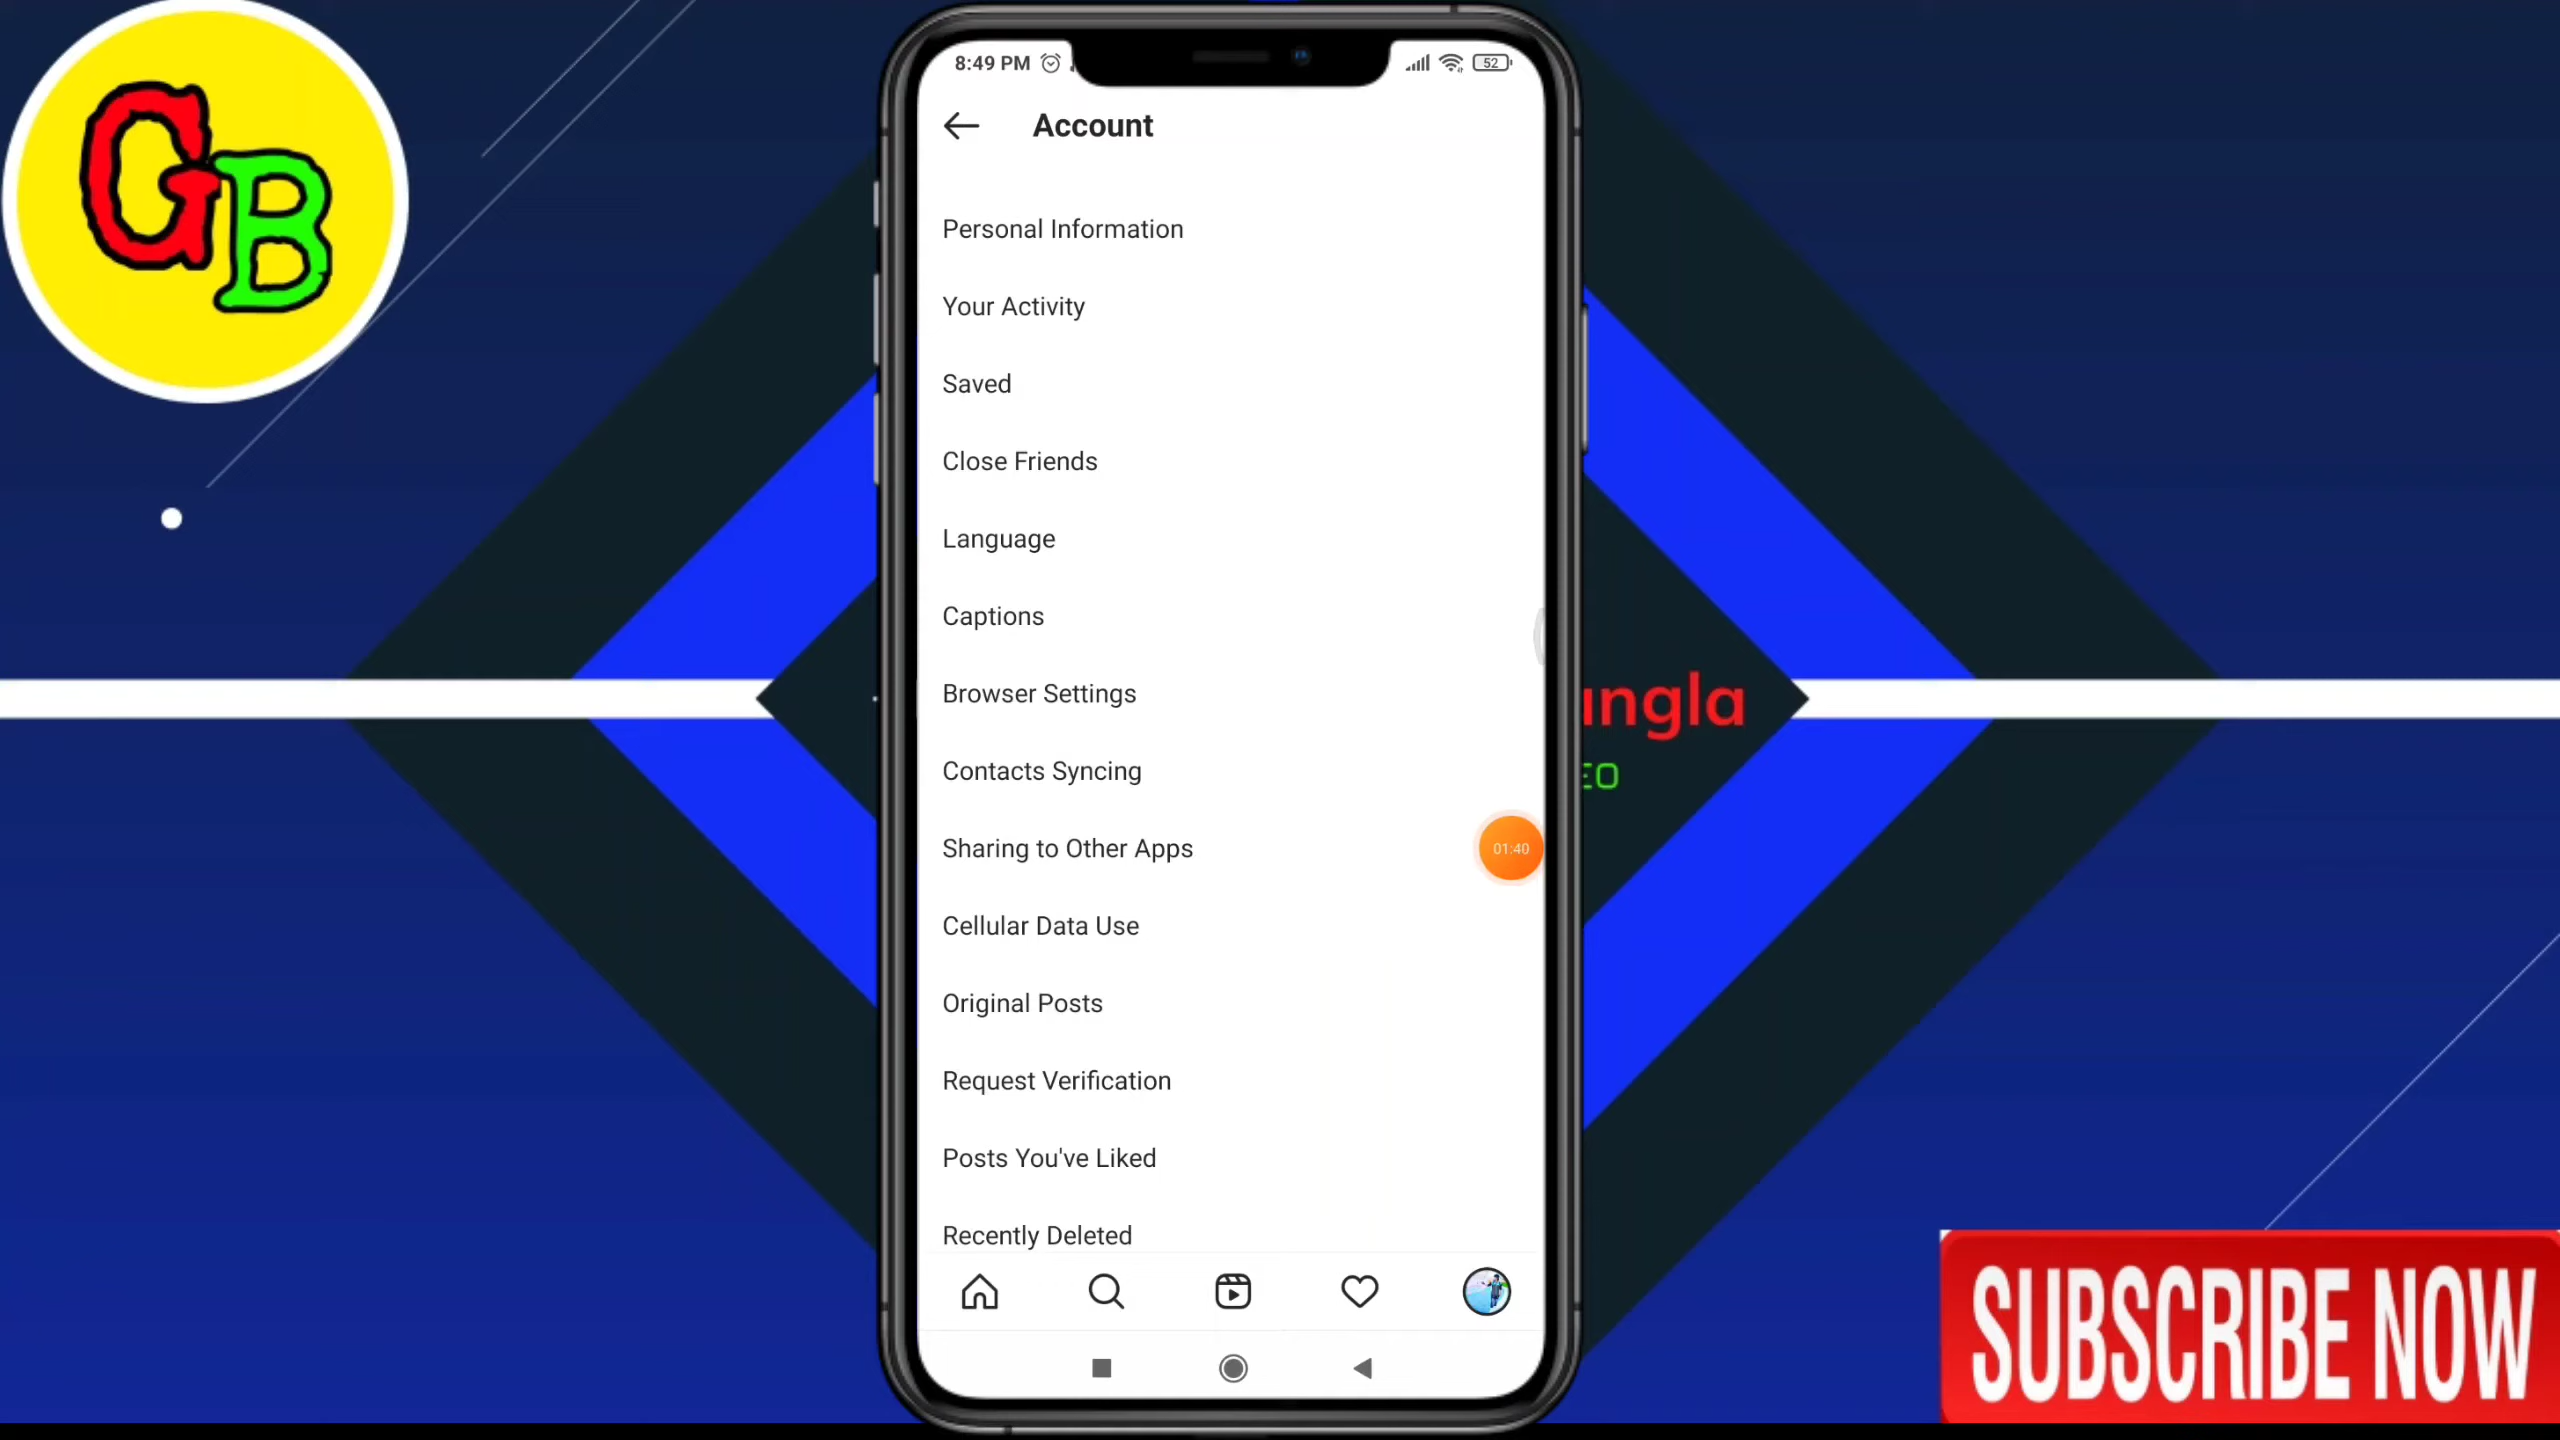 GB
8:49 PM
52
Account
Personal Information
Your Activity
Saved
Close Friends
Language
Captions
Browser Settings
Contacts Syncing
Sharing to Other Apps
01:40
Cellular Data Use
Original Posts
Request Verification
Posts You've Liked
Recently Deleted
SUBSCRIBE NOW